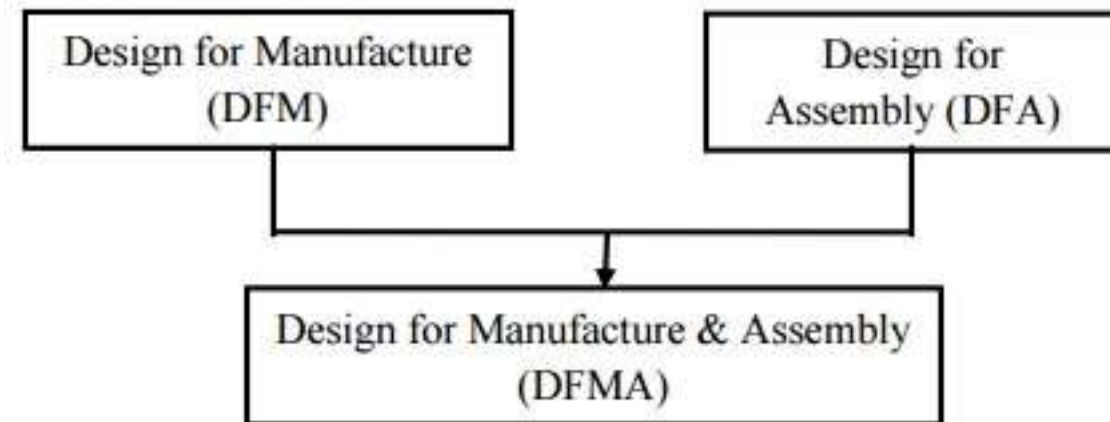 Design for Manufacture
(DFM)
Design for
Assembly (DFA)
Design for Manufacture & Assembly
(DFMA)